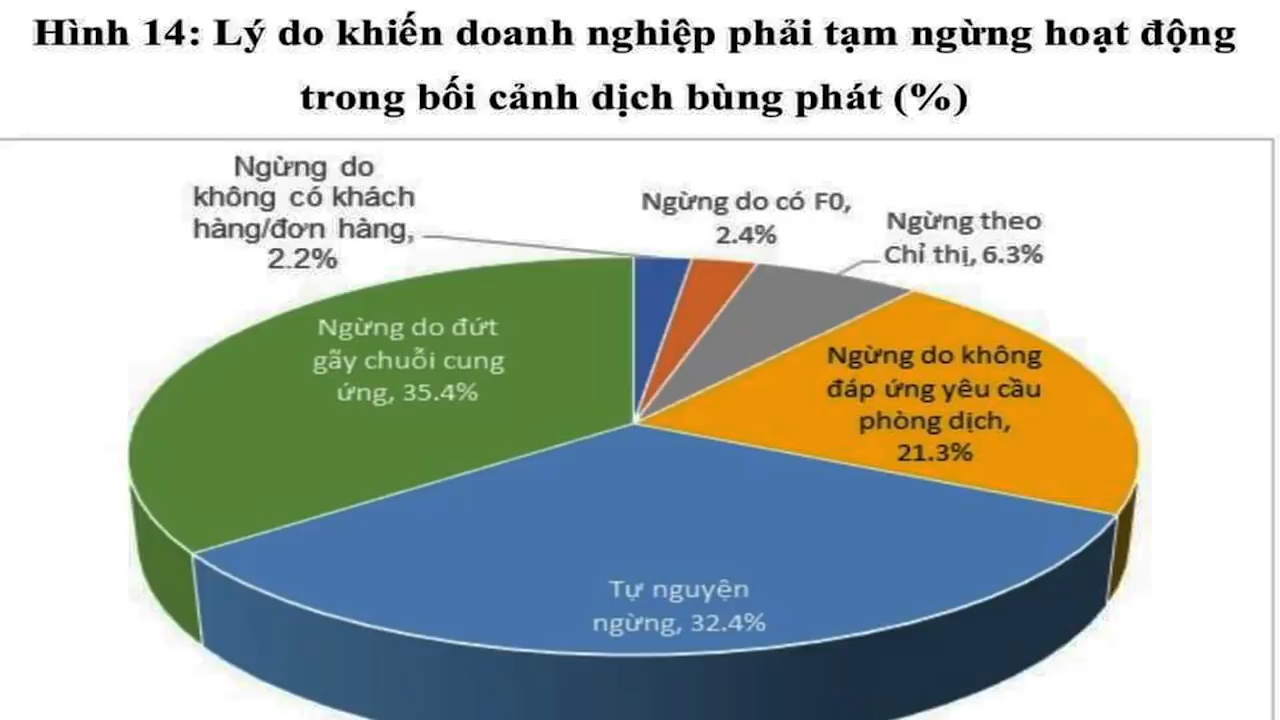 Hình 14: Lý do khiến doanh nghiệp phải tạm ngừng hoạt động
trong bối cảnh dịch bùng phát (%)
Ngừng do
không có khách
hàng/đơn hàng,
2.2%
Ngừng do có F0,
2.4%
Ngừng theo
Chỉ thị, 6.3%
Ngừng do đứt
gãy chuỗi cung
ứng, 35.4%
Ngừng do không
đáp ứng yêu cầu
phòng dịch,
21.3%
Tự nguyện
ngừng, 32.4%